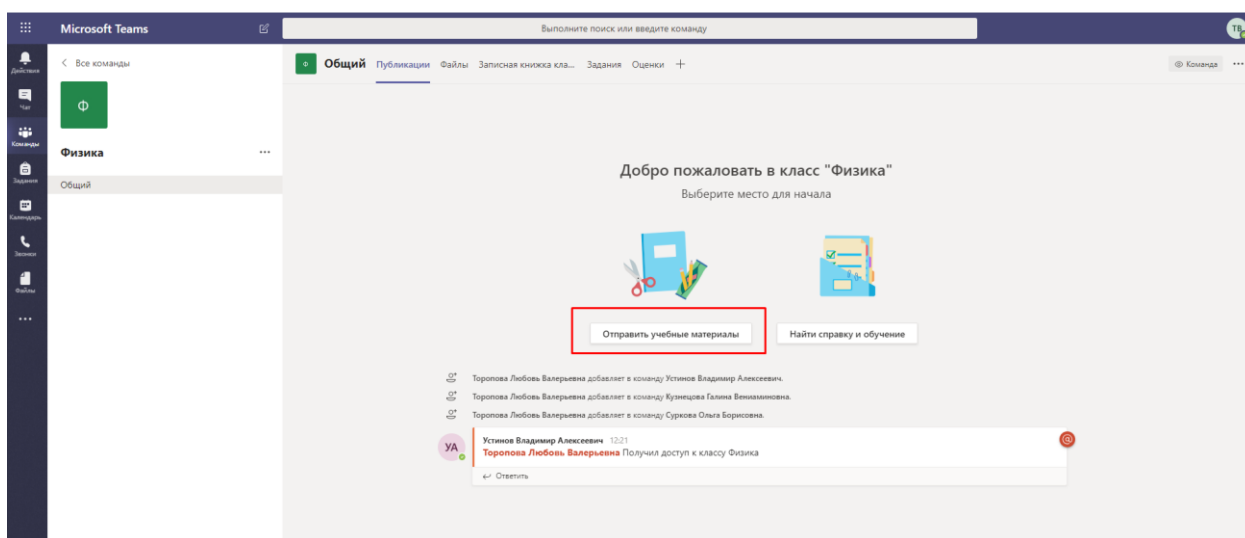 Microsoft Teams
Выполните поиск или введите команду
ТВ
Действия
Чат
Команды
Задания
Календарь
Звонки
Файлы
Все команды
Ф
Физика
Общий
Ф
Общий Публикации Файлы Записная книжка кла... Задания Оценки
Команда
Добро пожаловать в класс "Физика"
Выберите место для начала
Отправить учебные материалы
Найти справку и обучение
Торопова Любовь Валерьевна добавляет в команду Устинов Владимир Алексеевич.
Торопова Любовь Валерьевна добавляет в команду Кузнецова Галина Вениаминовна.
Торопова Любовь Валерьевна добавляет в команду Суркова Ольга Борисовна.
УА
Устинов Владимир Алексеевич 12:21
Торопова Любовь Валерьевна Получил доступ к классу Физика
Ответить